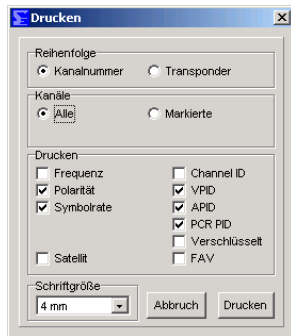 Drucken
Reihenfolge
Kanalnummer Transponder
Kanäle
Alle Markierte
Drucken
Frequenz Channel ID
Polarität VPID
Symbolrate APID
PCR PID
Verschlüsselt
Satellit FAV
Schriftgröße
4 mm Abbruch Drucken